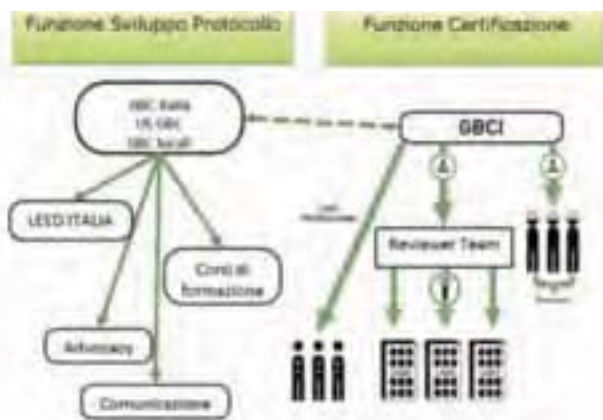 Funzione Sviluppo Protocollo
Funzione Certificazione
GBC Italia
US GBC
GBC locali
GBCI
LEED ITALIA
Reviewer Team
Corsi di
formazione
Advocacy
Comunicazione